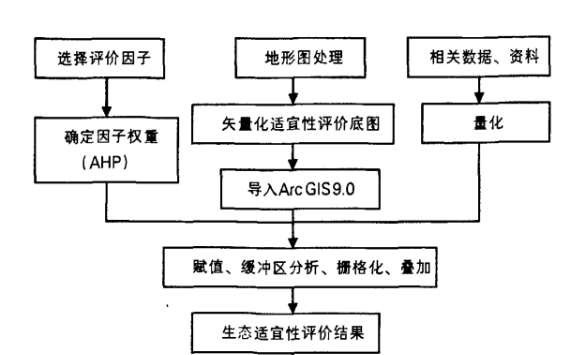 选择评价因子
地形图处理
相关数据、资料
确定因子权重
(AHP)
矢量化适宜性评价底图
量化
导入ArcGIS9.0
赋值、缓冲区分析、栅格化、叠加
生态适宜性评价结果